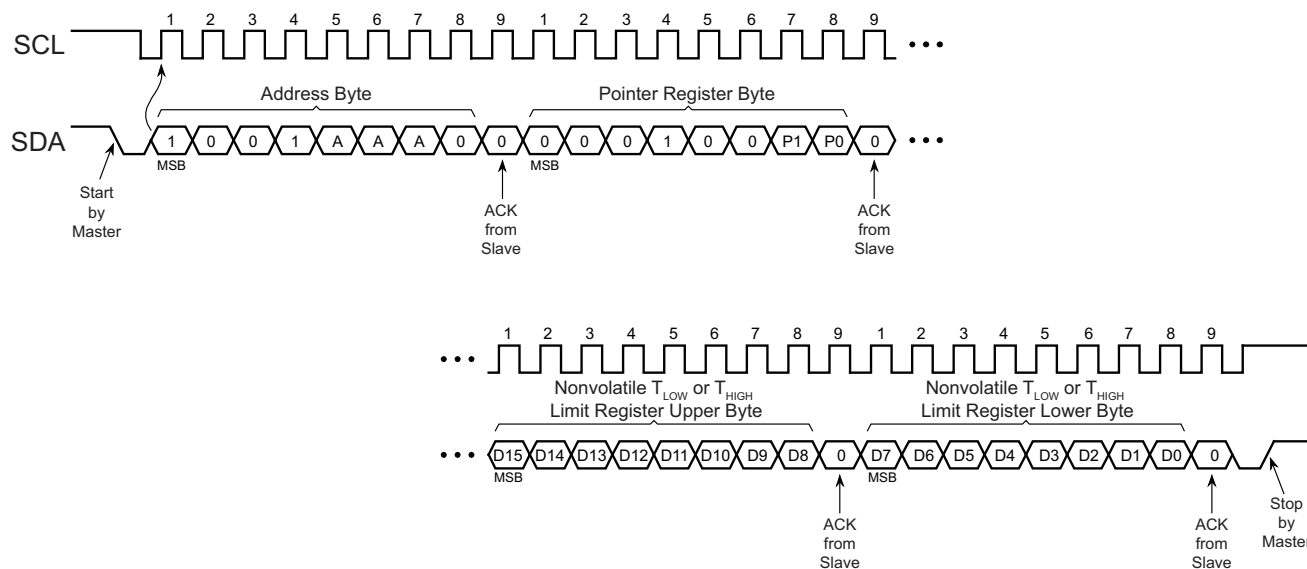 1 2 3 4 5 6 7 8 9 1 2 3 4 5 6 7 8 9
SCL
Address Byte Pointer Register Byte
SDA 1 0 0 1 A A A 0 0 0 0 0 1 0 0 P1 P0 0
MSB MSB
Start
by
Master
ACK
from
Slave
ACK
from
Slave
1 2 3 4 5 6 7 8 9 1 2 3 4 5 6 7 8 9
Nonvolatile TLOW or THIGH
Limit Register Upper Byte
Nonvolatile TLOW or THIGH
Limit Register Lower Byte
D15 D14 D13 D12 D11 D10 D9 D8 0 D7 D6 D5 D4 D3 D2 D1 D0 0
MSB MSB
ACK
from
Slave
ACK
from
Slave
Stop
by
Master